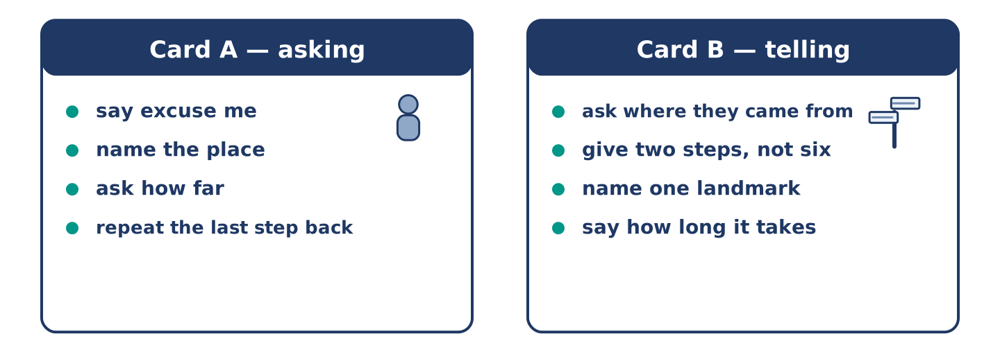 Card A — asking
say excuse me
name the place
ask how far
repeat the last step back
Card B — telling
ask where they came from
give two steps, not six
name one landmark
say how long it takes